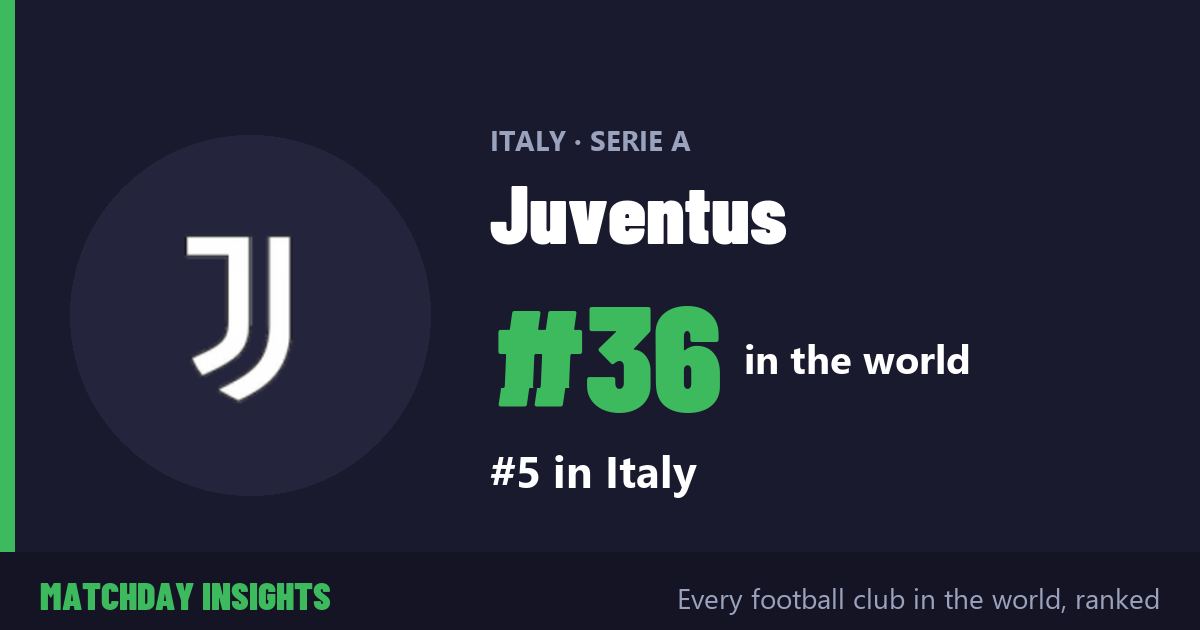 ITALY · SERIE A
Juventus
#36 in the world
#5 in Italy
MATCHDAY INSIGHTS
Every football club in the world, ranked